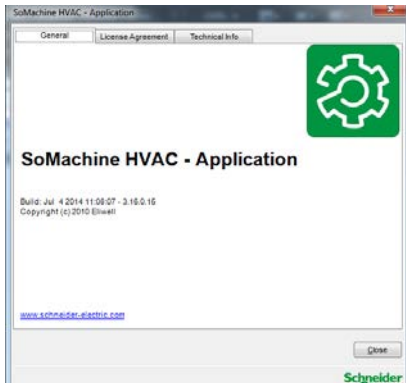 SoMachine HVAC - Application
General
License Agreement
Technical Info
SoMachine HVAC - Application
Build: Jul 4 2014 11:08:07 - 3.16.0.16
Copyright (c) 2010 Eliwell
www.schneider-electric.com
Close
Schneider